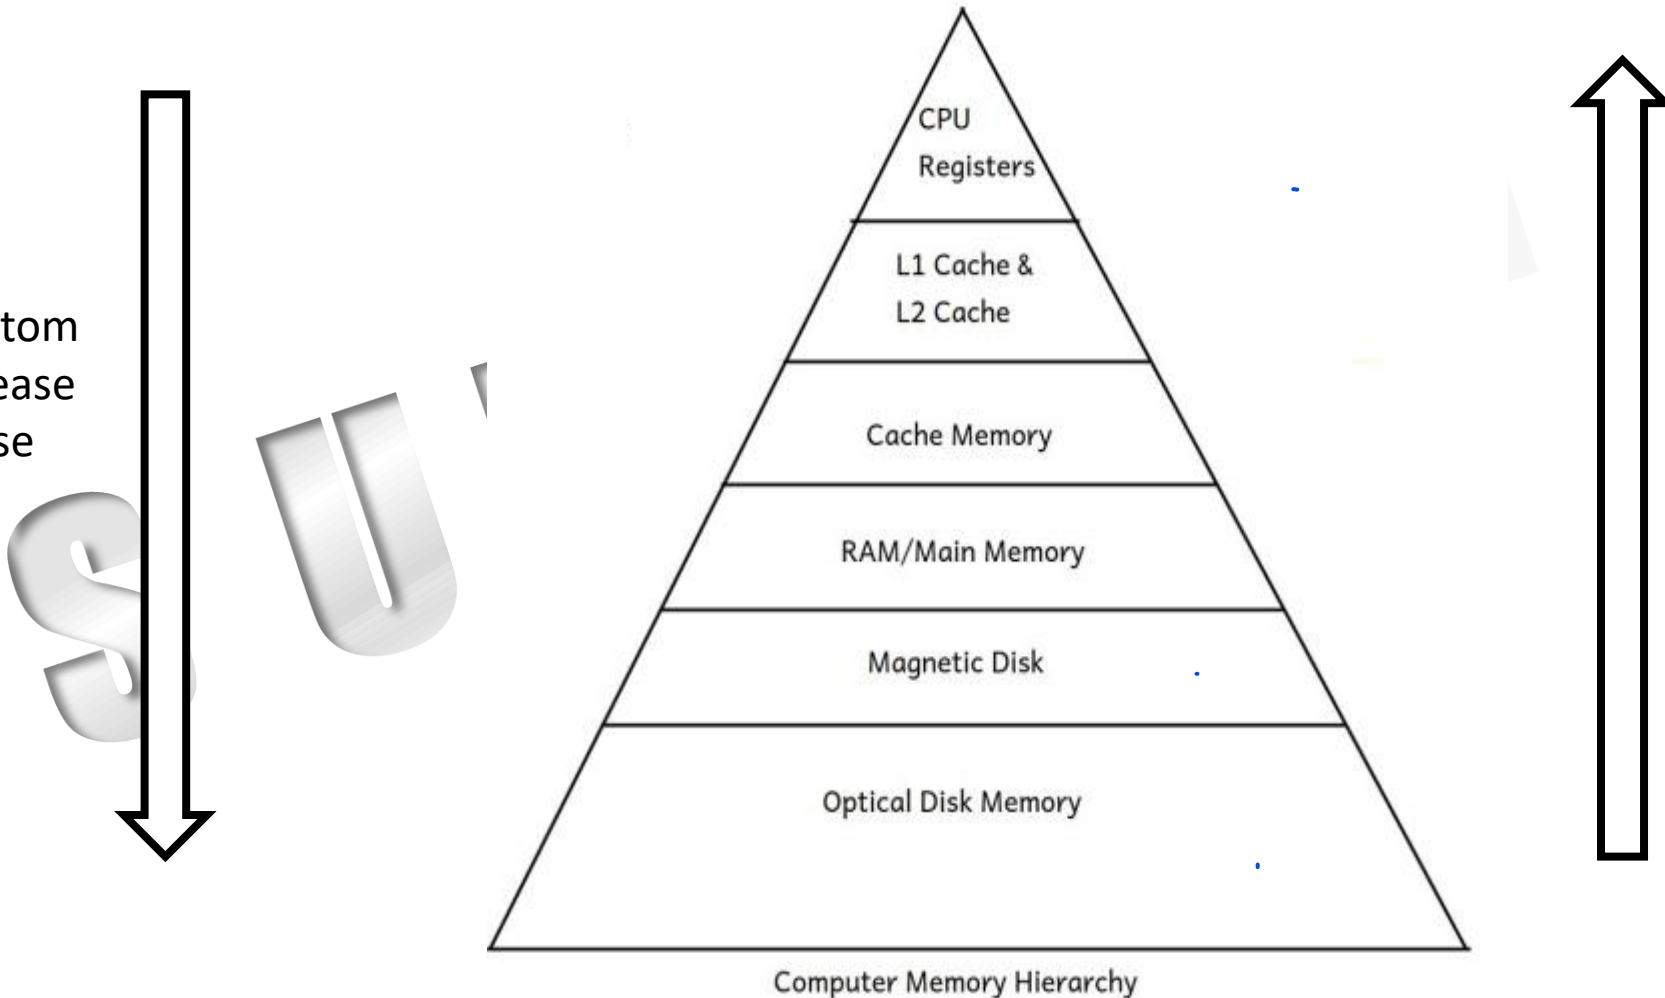 CPU
Registers
L1 Cache &
L2 Cache
tom
ease
se
Cache Memory
RAM/Main Memory
Magnetic Disk
Optical Disk Memory
Computer Memory Hierarchy
S U